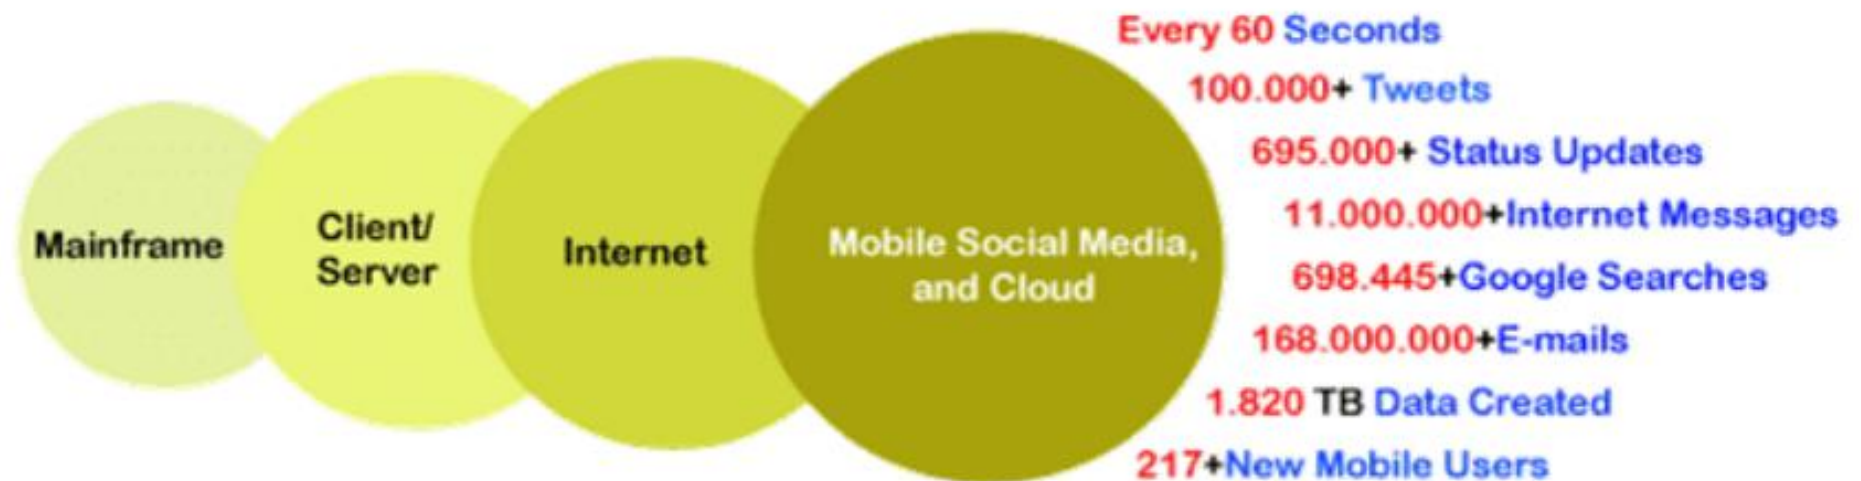 Mainframe
Client/
Server
Internet
Mobile Social Media,
and Cloud
Every 60 Seconds
100.000+ Tweets
695.000+ Status Updates
11.000.000+Internet Messages
698.445+Google Searches
168.000.000+E-mails
1.820 TB Data Created
217+New Mobile Users